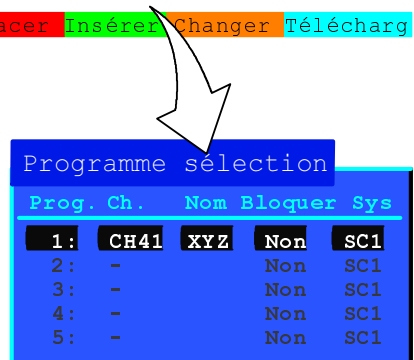 acer Insérer Changer Télécharg
Programme sélection
Prog. Ch. Nom Bloquer Sys
1: CH41 XYZ Non SC1
2: - Non SC1
3: - Non SC1
4: - Non SC1
5: - Non SC1